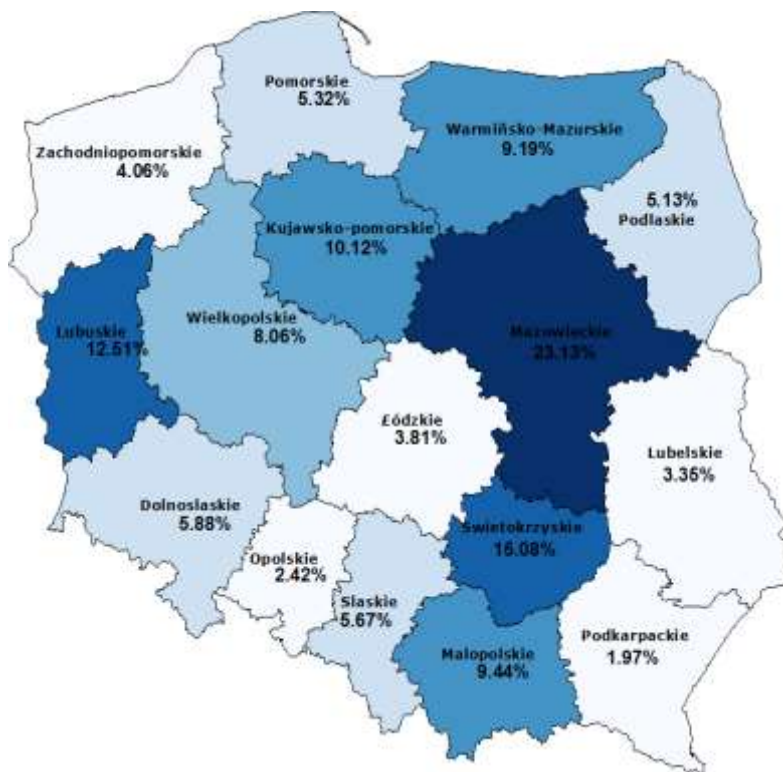 Pomorskie
5.32%
Warmińsko-Mazurskie
9.19%
Zachodniopomorskie
4.06%
5.13%
Podlaskie
Kujawsko-pomorskie
10.12%
Lubuskie
12.51%
Wielkopolskie
8.06%
Mazowieckie
23.13%
Łódzkie
3.81%
Lubelskie
3.35%
Dolnoslaskie
5.88%
Swietokrzyskie
15.08%
Opolskie
2.42%
Slaskie
5.67%
Malopolskie
9.44%
Podkarpackie
1.97%